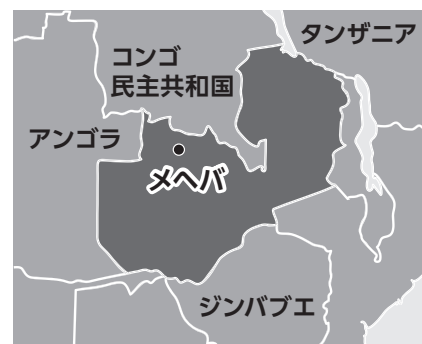 タンザニア
コンゴ
民主共和国
アンゴラ
メヘバ
ジンバブエ